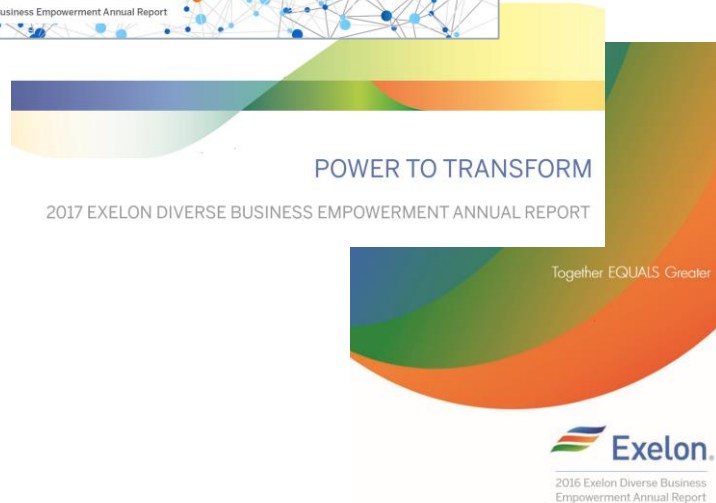 Business Empowerment Annual Report
POWER TO TRANSFORM
2017 EXELON DIVERSE BUSINESS EMPOWERMENT ANNUAL REPORT
Together EQUALS Greater
Exelon.
2016 Exelon Diverse Business
Empowerment Annual Report